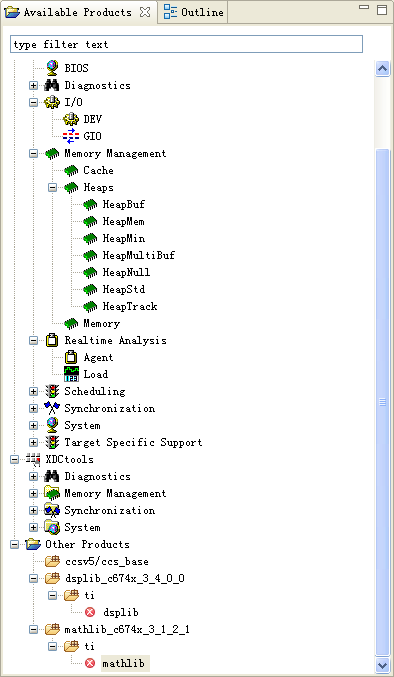 Available Products
Outline
type filter text
BIOS
Diagnostics
I/O
DEV
GIO
Memory Management
Cache
Heaps
HeapBuf
HeapMem
HeapMin
HeapMultiBuf
HeapNull
HeapStd
HeapTrack
Memory
Realtime Analysis
Agent
Load
Scheduling
Synchronization
System
Target Specific Support
XDCtools
Diagnostics
Memory Management
Synchronization
System
Other Products
ccsv5/ccs_base
dsplib_c674x_3_4_0_0
ti
dsplib
mathlib_c674x_3_1_2_1
ti
mathlib